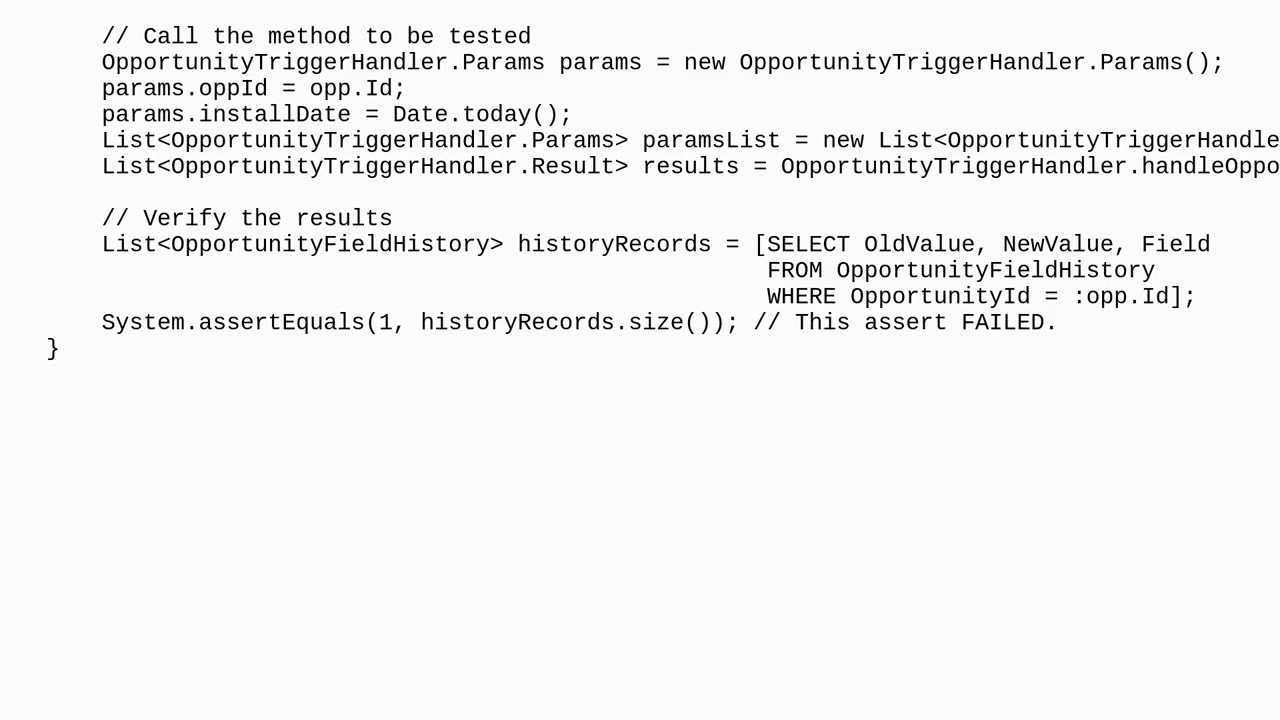 // Call the method to be tested
OpportunityTriggerHandler.Params params = new OpportunityTriggerHandler.Params();
params.oppId = opp.Id;
params.installDate = Date.today();
List<OpportunityTriggerHandler.Params> paramsList = new List<OpportunityTriggerHandle
List<OpportunityTriggerHandler.Result> results = OpportunityTriggerHandler.handleOppo
// Verify the results
List<OpportunityFieldHistory> historyRecords = [SELECT OldValue, NewValue, Field
FROM OpportunityFieldHistory
WHERE OpportunityId = :opp.Id];
System.assertEquals(1, historyRecords.size()); // This assert FAILED.
}